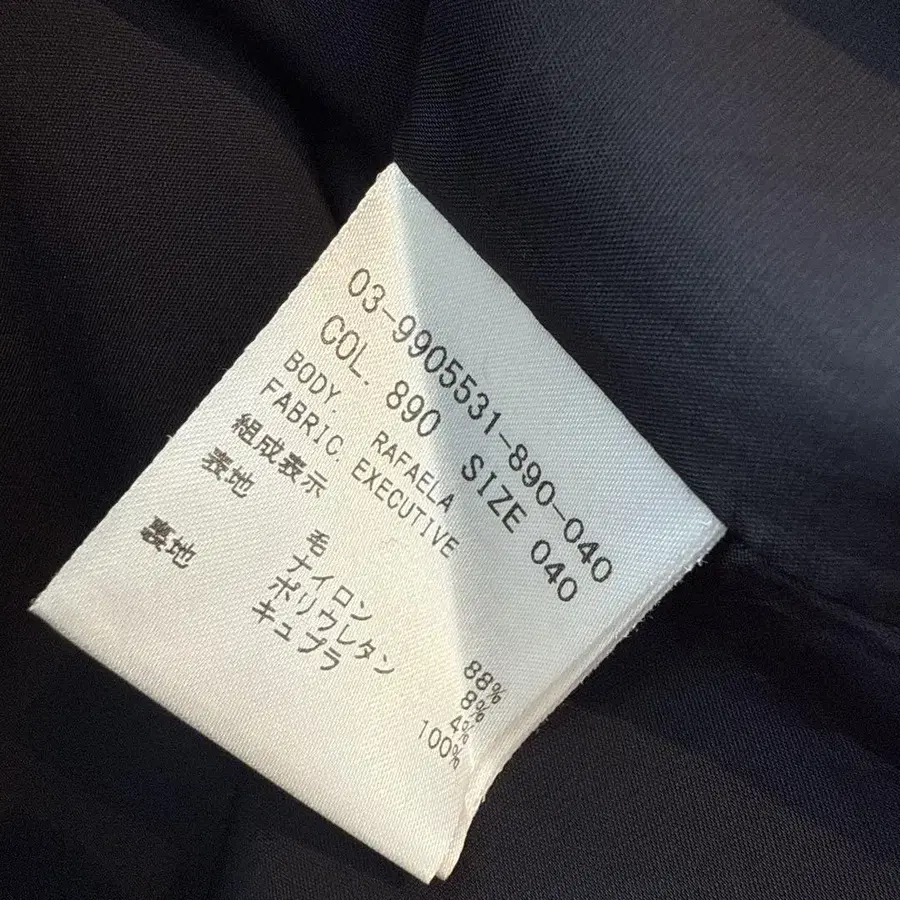 03-9905531-890-040
COL. 890 SIZE 040
BODY. RAFAELA
FABRIC. EXECUTIVE
組成表示
表地 毛 88%
ナイロン 8%
ポリウレタン 4%
裏地 キュプラ 100%